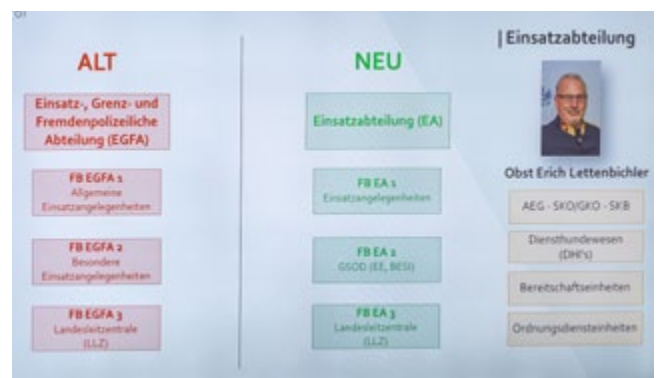 ALT
Einsatz-, Grenz- und
Fremdenpolizeiliche
Abteilung (EGFA)
FB EGFA 1
Allgemeine
Einsatzangelegenheiten
FB EGFA 2
Besondere
Einsatzangelegenheiten
FB EGFA 3
Landesleitzentrale
(LLZ)
NEU
Einsatzabteilung (EA)
FB EA 1
Einsatzangelegenheiten
FB EA 2
GSOD (EE, BESI)
FB EA 3
Landesleitzentrale
(LLZ)
| Einsatzabteilung
Obst Erich Lettenbichler
AEG - SKO/GKO - SKB
Diensthundewesen
(DHI's)
Bereitschaftseinheiten
Ordnungsdiensteinheiten